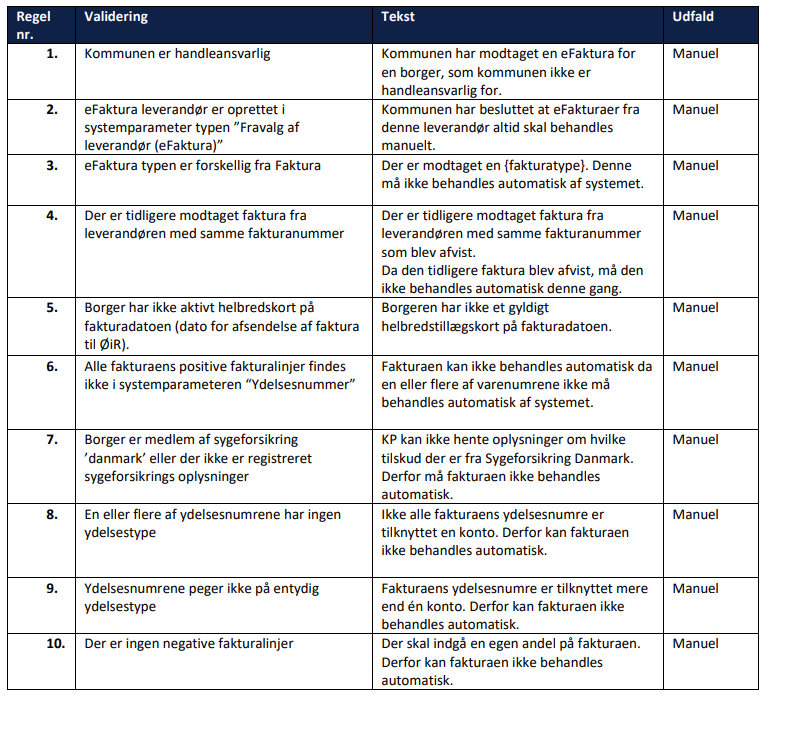 Regel nr. Validering Tekst Udfald
1. Kommunen er handleansvarlig Kommunen har modtaget en eFaktura for Manuel
en borger, som kommunen ikke er
handleansvarlig for.
2. eFaktura leverandør er oprettet i Kommunen har besluttet at eFakturaer fra Manuel
systemparameter typen ”Fravalg af denne leverandør altid skal behandles
leverandør (eFaktura)” manuelt.
3. eFaktura typen er forskellig fra Faktura Der er modtaget en {fakturatype}. Denne Manuel
må ikke behandles automatisk af systemet.
4. Der er tidligere modtaget faktura fra Der er tidligere modtaget faktura fra Manuel
leverandøren med samme fakturanummer leverandøren med samme fakturanummer
som blev afvist.
Da den tidligere faktura blev afvist, må den
ikke behandles automatisk denne gang.
5. Borger har ikke aktivt helbredskort på Borgeren har ikke et gyldigt Manuel
fakturadatoen (dato for afsendelse af faktura helbredstillægskort på fakturadatoen.
til ØiR).
6. Alle fakturaens positive fakturalinjer findes Fakturaen kan ikke behandles automatisk da Manuel
ikke i systemparameteren “Ydelsesnummer” en eller flere af varenumrene ikke må
behandles automatisk af systemet.
7. Borger er medlem af sygeforsikring KP kan ikke hente oplysninger om hvilke Manuel
’danmark’ eller der ikke er registreret tilskud der er fra Sygeforsikring Danmark.
sygeforsikrings oplysninger Derfor må fakturaen ikke behandles
automatisk.
8. En eller flere af ydelsesnumrene har ingen Ikke alle fakturaens ydelsesnumre er Manuel
ydelsestype tilknyttet en konto. Derfor kan fakturaen
ikke behandles automatisk.
9. Ydelsesnumrene peger ikke på entydig Fakturaens ydelsesnumre er tilknyttet mere Manuel
ydelsestype end én konto. Derfor kan fakturaen ikke
behandles automatisk.
10. Der er ingen negative fakturalinjer Der skal indgå en egen andel på fakturaen. Manuel
Derfor kan fakturaen ikke behandles
automatisk.